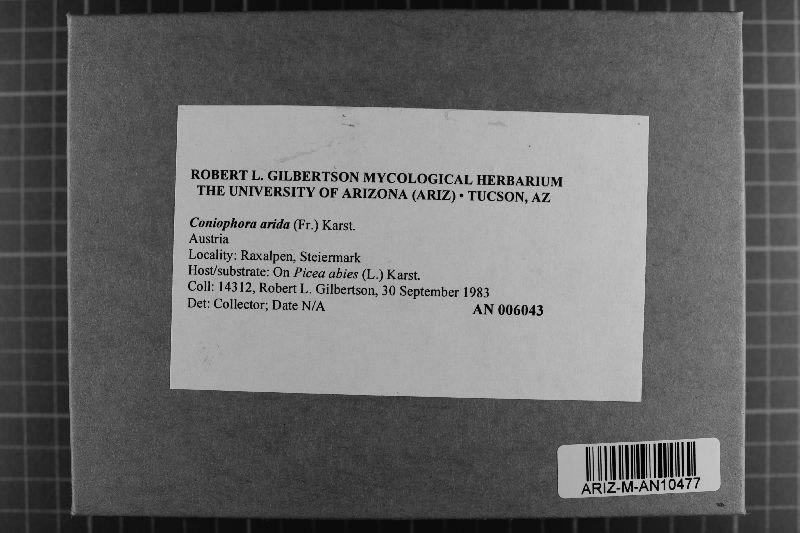 ROBERT L. GILBERTSON MYCOLOGICAL HERBARIUM
THE UNIVERSITY OF ARIZONA (ARIZ) • TUCSON, AZ
Coniophora arida (Fr.) Karst.
Austria
Locality: Raxalpen, Steiermark
Host/substrate: On Picea abies (L.) Karst.
Coll: 14312, Robert L. Gilbertson, 30 September 1983
Det: Collector; Date N/A AN 006043
ARIZ-M-AN10477